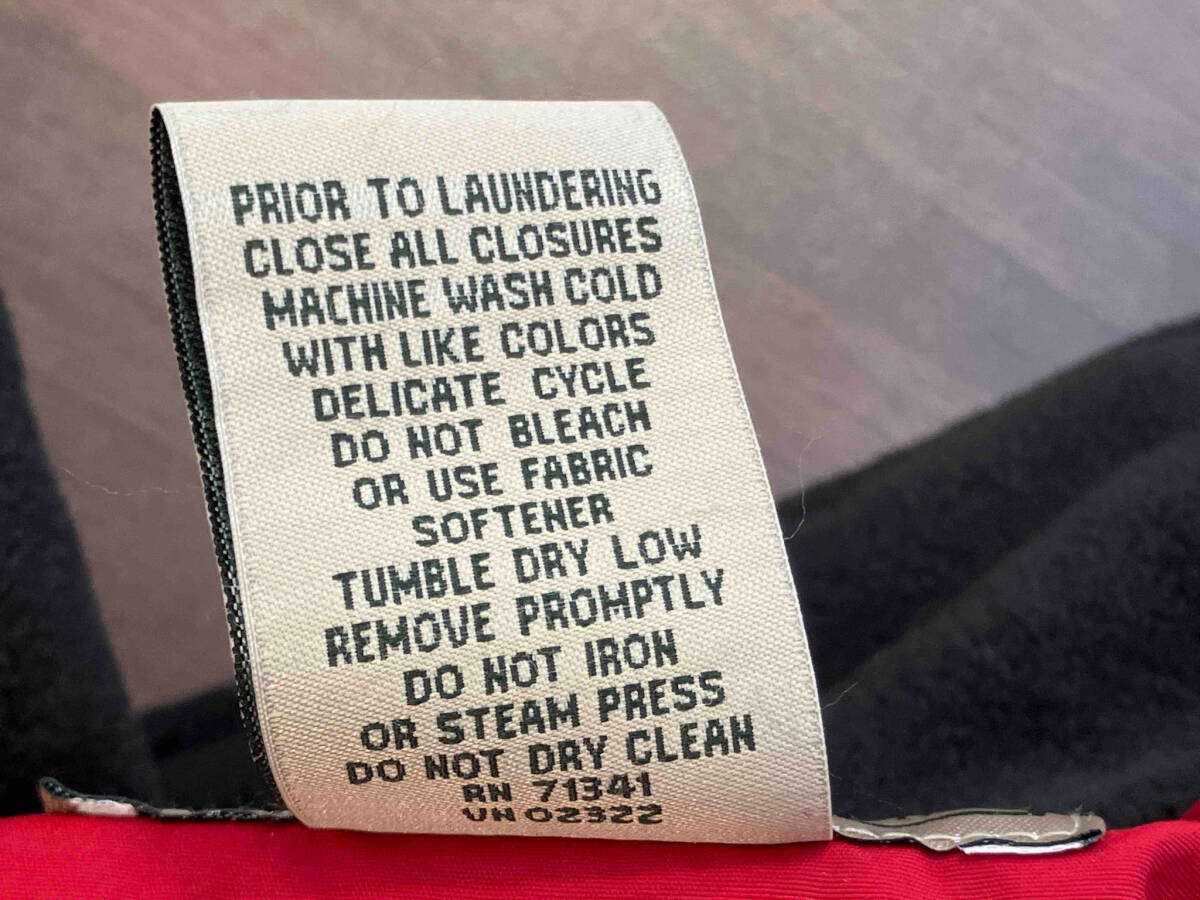 PRIOR TO LAUNDERING
CLOSE ALL CLOSURES
MACHINE WASH COLD
WITH LIKE COLORS
DELICATE CYCLE
DO NOT BLEACH
OR USE FABRIC
SOFTENER
TUMBLE DRY LOW
REMOVE PROMPTLY
DO NOT IRON
OR STEAM PRESS
DO NOT DRY CLEAN
RN 71341
VN 02322